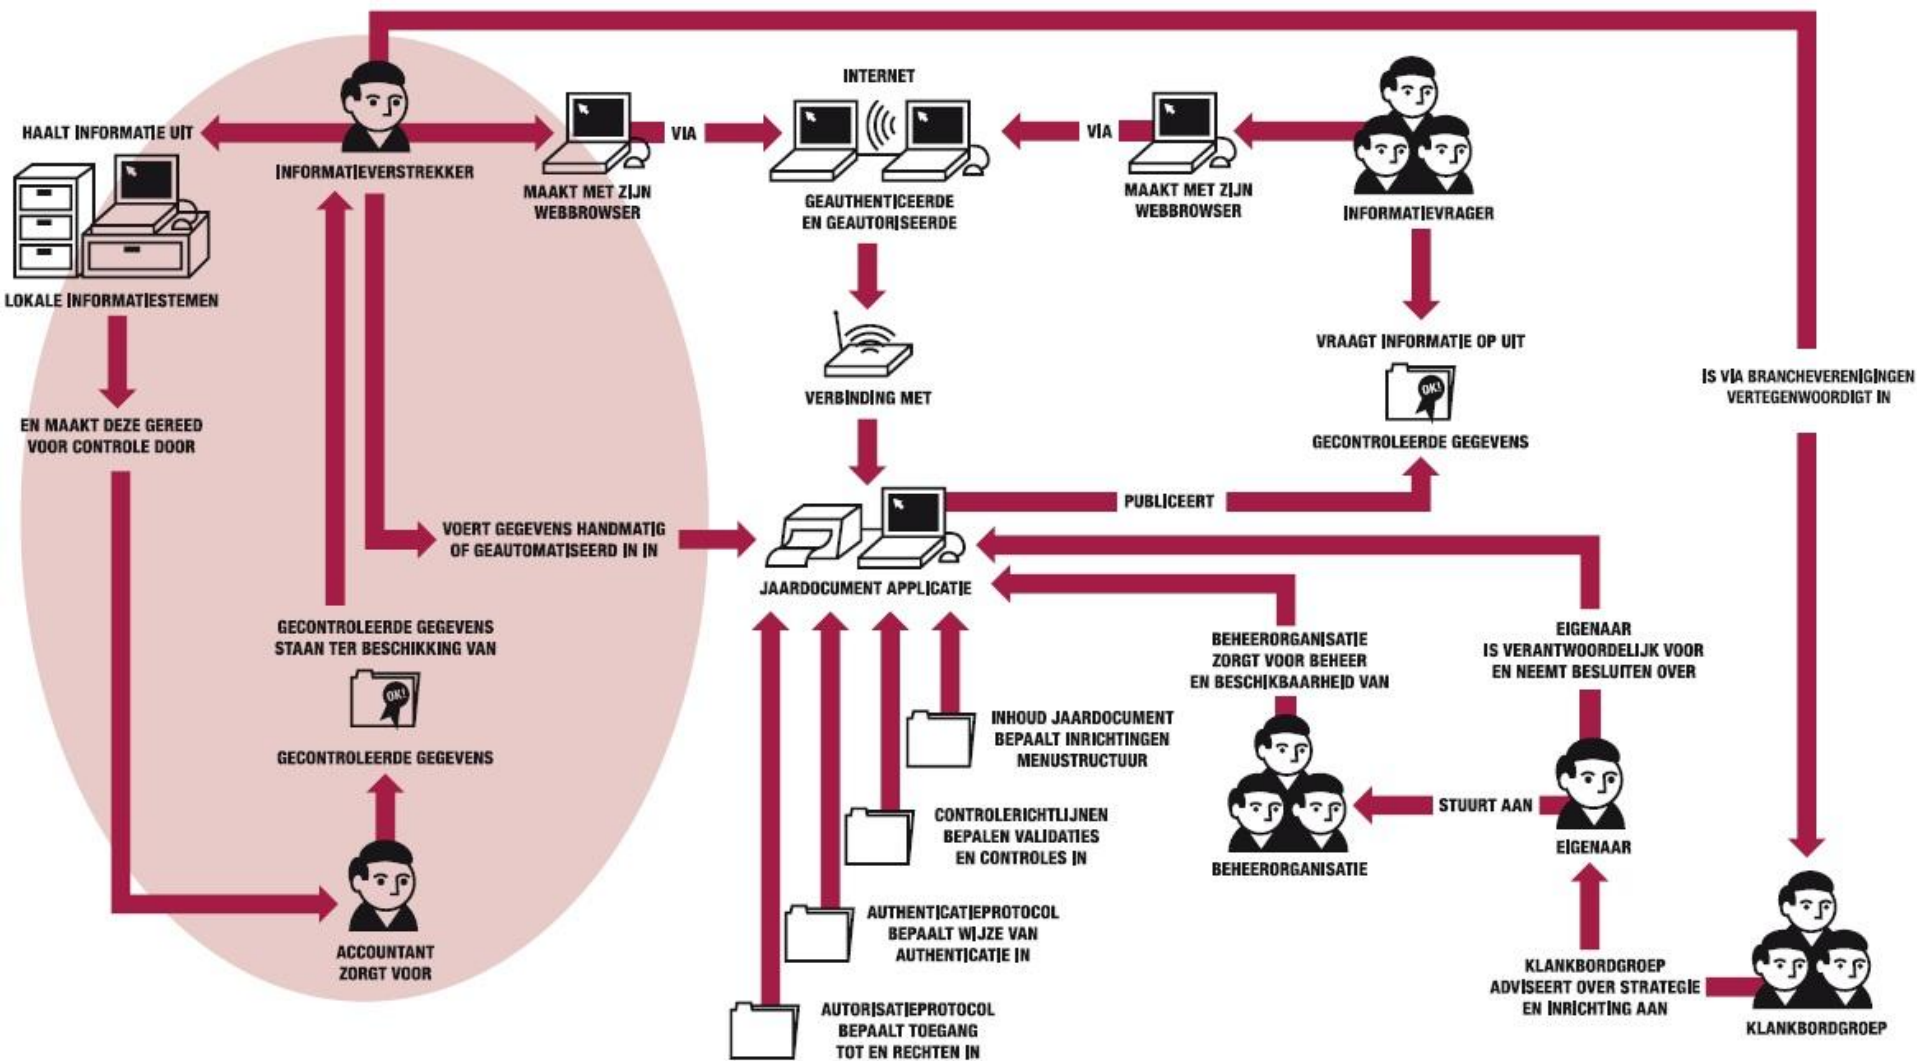 INTERNET
HAALT INFORMATIE UIT
VIA
VIA
INFORMATIEVERSTREKKER
MAAKT MET ZIJN
WEBBROWSER
GEAUTHENTICEERDE
EN GEAUTORISEERDE
MAAKT MET ZIJN
WEBBROWSER
INFORMATIEVRAGER
LOKALE INFORMATIESTEMEN
VERBINDING MET
VRAAGT INFORMATIE OP UIT
OK!
GECONTROLEERDE GEGEVENS
IS VIA BRANCHEVERENIGINGEN
VERTEGENWOORDIGT IN
EN MAAKT DEZE GEREED
VOOR CONTROLE DOOR
PUBLICEERT
VOERT GEGEVENS HANDMATIG
OF GEAUTOMATISEERD IN IN
JAARDOCUMENT APPLICATIE
GECONTROLEERDE GEGEVENS
STAAN TER BESCHIKKING VAN
OK!
GECONTROLEERDE GEGEVENS
BEHEERORGANISATIE
ZORGT VOOR BEHEER
EN BESCHIKBAARHEID VAN
EIGENAAR
IS VERANTWOORDELIJK VOOR
EN NEEMT BESLUITEN OVER
INHOUD JAARDOCUMENT
BEPAALT INRICHTINGEN
MENUSTRUCTUUR
CONTROLERICHTLIJNEN
BEPALEN VALIDATIES
EN CONTROLES IN
STUURT AAN
BEHEERORGANISATIE
EIGENAAR
AUTHENTICATIEPROTOCOL
BEPAALT WIJZE VAN
AUTHENTICATIE IN
ACCOUNTANT
ZORGT VOOR
KLANKBORDGROEP
ADVISEERT OVER STRATEGIE
EN INRICHTING AAN
KLANKBORDGROEP
AUTORISATIEPROTOCOL
BEPAALT TOEGANG
TOT EN RECHTEN IN